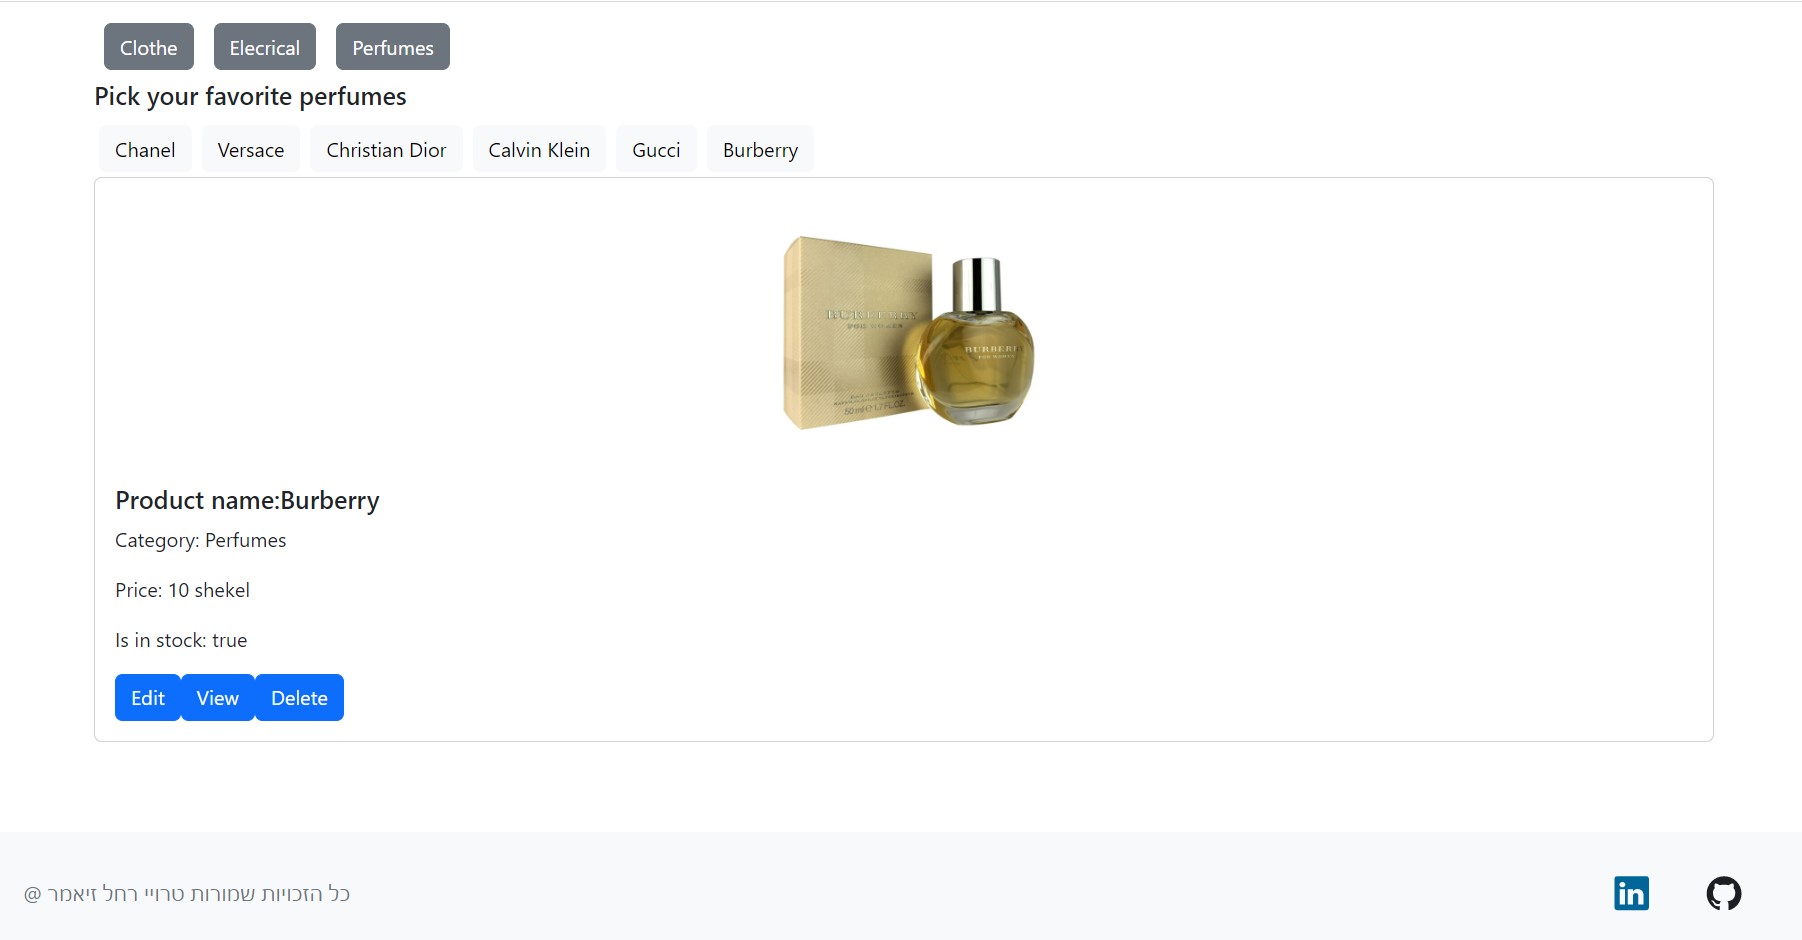 Clothe Elecrical Perfumes
Pick your favorite perfumes
Chanel Versace Christian Dior Calvin Klein Gucci Burberry
BURBERRY
FOR WOMEN
50 ml e 1.7 FL.OZ.
BURBERRY
FOR WOMEN
Product name:Burberry
Category: Perfumes
Price: 10 shekel
Is in stock: true
Edit View Delete
כל הזכויות שמורות טרויי רחל זיאמר @
in